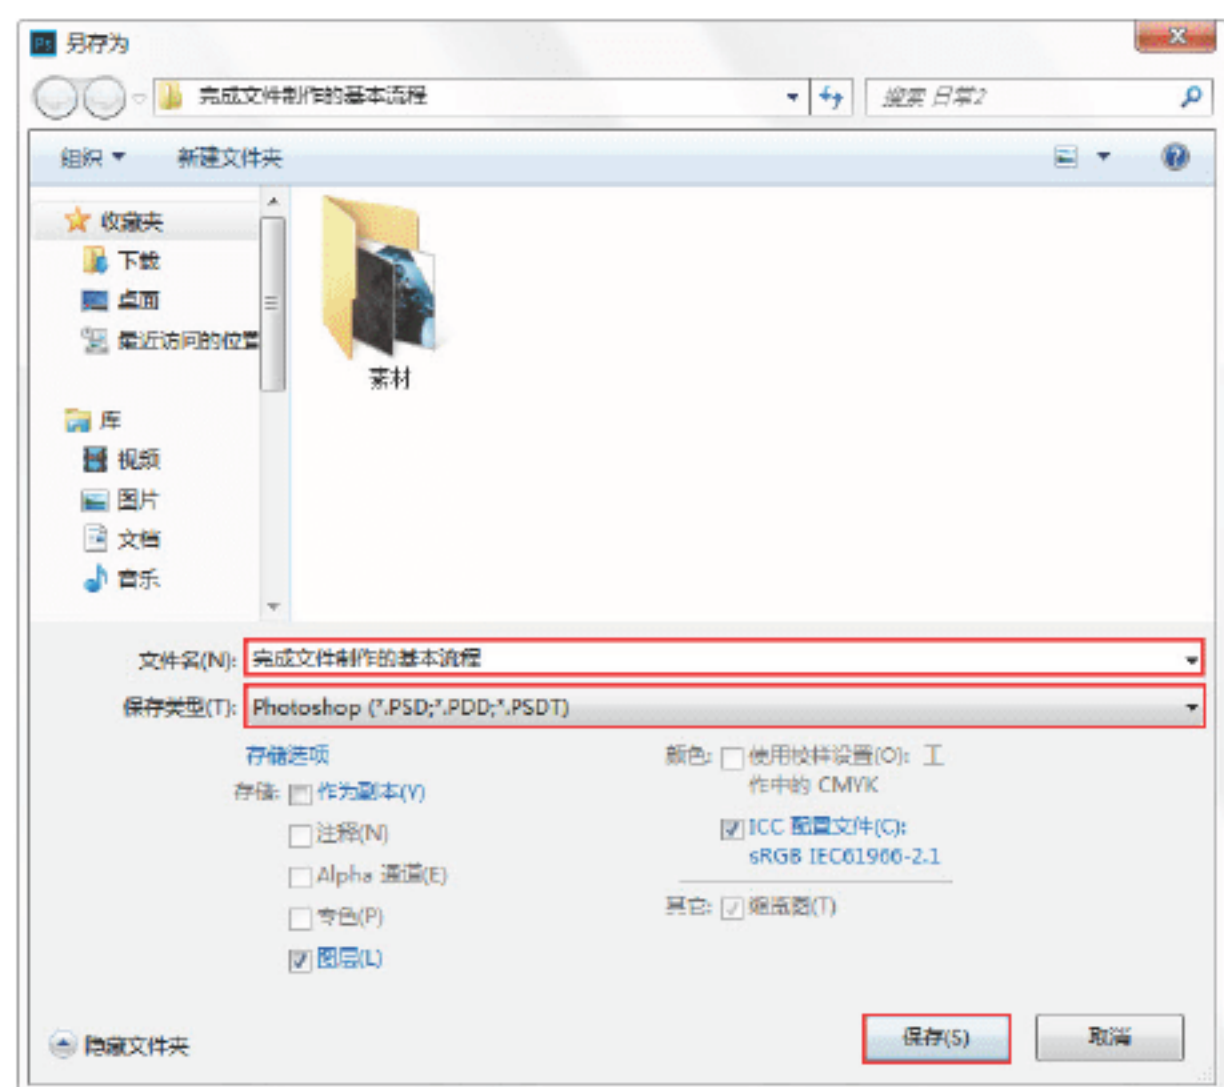 Ps 另存为
完成文件制作的基本流程
搜索 日常2
组织
新建文件夹
收藏夹
下载
桌面
最近访问的位置
库
视频
图片
文档
音乐
素材
文件名(N): 完成文件制作的基本流程
保存类型(T): Photoshop (*.PSD;*.PDD;*.PSDT)
存储选项
存储: 作为副本(Y)
注释(N)
Alpha 通道(E)
专色(P)
图层(L)
颜色: 使用校样设置(O): 工
作中的 CMYK
ICC 配置文件(C):
sRGB IEC61966-2.1
其它: 缩览图(T)
隐藏文件夹
保存(S)
取消